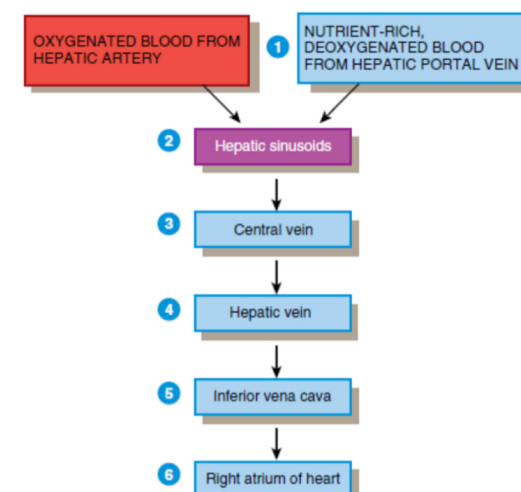 OXYGENATED BLOOD FROM
HEPATIC ARTERY
1
NUTRIENT-RICH,
DEOXYGENATED BLOOD
FROM HEPATIC PORTAL VEIN
2
Hepatic sinusoids
3
Central vein
4
Hepatic vein
5
Inferior vena cava
6
Right atrium of heart